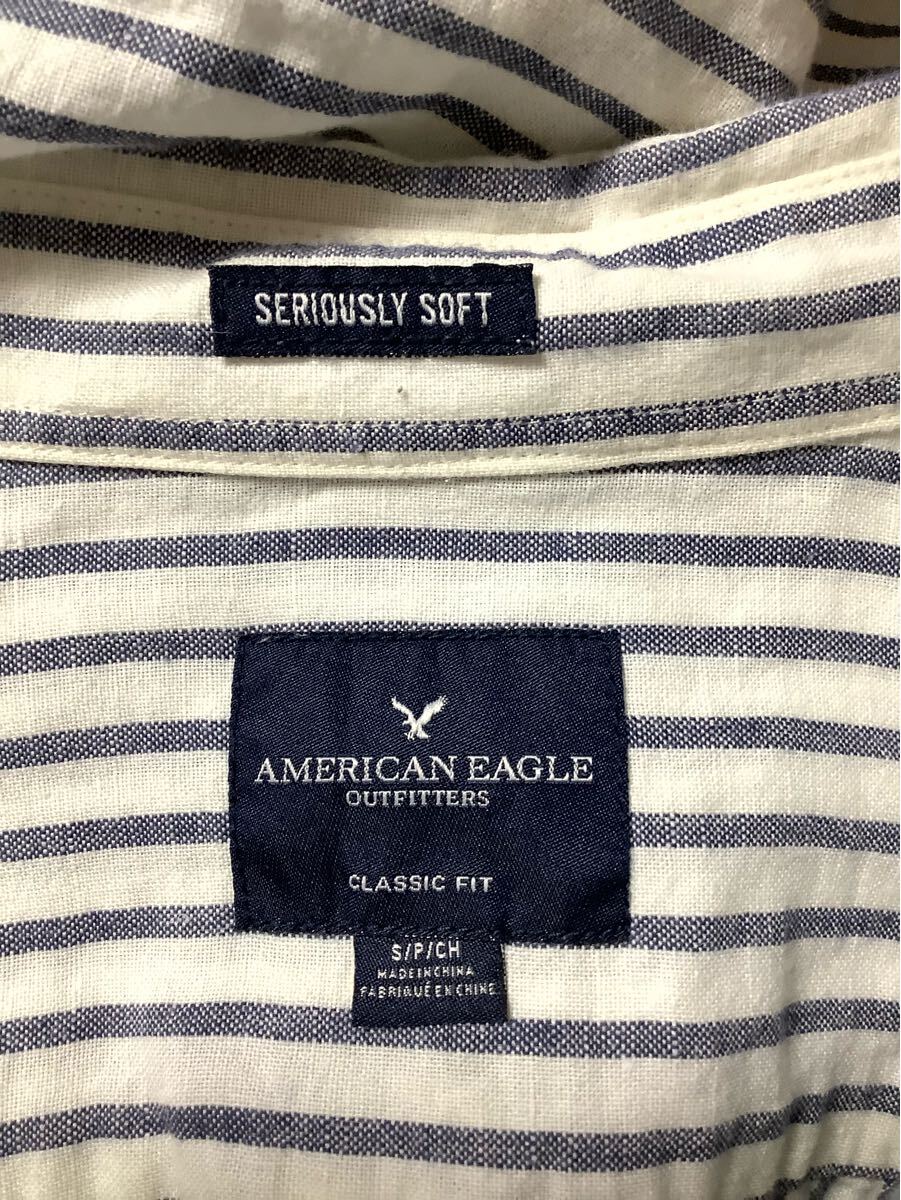 SERIOUSLY SOFT
AMERICAN EAGLE
OUTFITTERS
CLASSIC FIT
S/P/CH
MADE IN CHINA
FABRIQUÉ EN CHINE